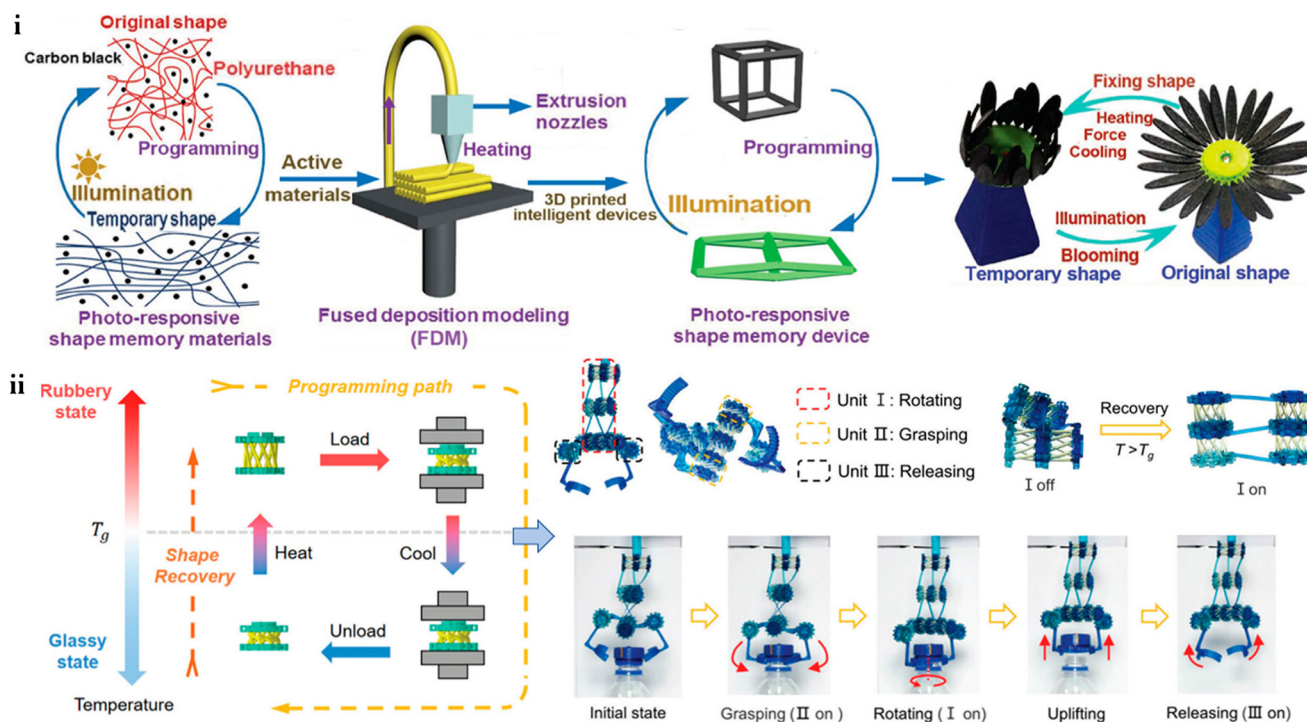 i
Original shape
Carbon black
Polyurethane
Programming
Illumination
Temporary shape
Photo-responsive
shape memory materials
Active
materials
Extrusion
nozzles
Heating
Fused deposition modeling
(FDM)
3D printed
intelligent devices
Programming
Illumination
Photo-responsive
shape memory device
Fixing shape
Heating
Force
Cooling
Illumination
Blooming
Temporary shape
Original shape
ii
Rubbery
state
Tg
Glassy
state
Temperature
Programming path
Load
Heat
Cool
Shape
Recovery
Unload
Unit I : Rotating
Unit II : Grasping
Unit III : Releasing
Recovery
T > Tg
I off
I on
Initial state
Grasping (II on)
Rotating (I on)
Uplifting
Releasing (III on)